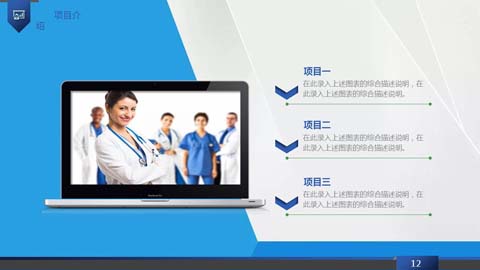 项目介
绍
项目一
在此录入上述图表的综合描述说明，在
此录入上述图表的综合描述说明。
项目二
在此录入上述图表的综合描述说明，在
此录入上述图表的综合描述说明。
项目三
在此录入上述图表的综合描述说明，在
此录入上述图表的综合描述说明。
12